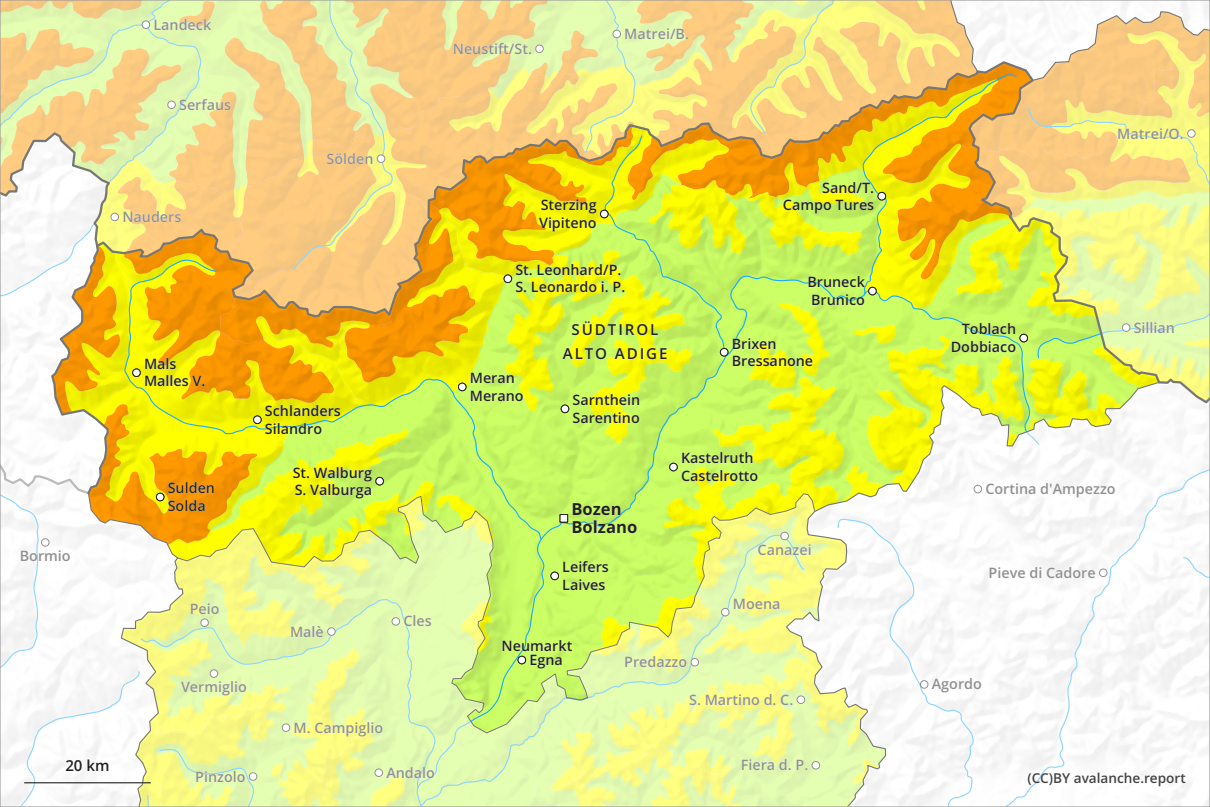 Landeck
Neustift/St.
Matrei/B.
Serfaus
Matrei/O.
Sölden
Sand/T.
Campo Tures
Sterzing
Vipiteno
Nauders
St. Leonhard/P.
S. Leonardo i. P.
Bruneck
Brunico
SÜDTIROL
ALTO ADIGE
Toblach
Dobbiaco
Sillian
Brixen
Bressanone
Mals
Malles V.
Meran
Merano
Sarnthein
Sarentino
Schlanders
Silandro
Kastelruth
Castelrotto
St. Walburg
S. Valburga
Sulden
Solda
Cortina d'Ampezzo
Bozen
Bolzano
Bormio
Canazei
Leifers
Laives
Pieve di Cadore
Peio
Moena
Malè
Cles
Neumarkt
Egna
Predazzo
Vermiglio
Agordo
S. Martino d. C.
M. Campiglio
20 km
Pinzolo
Andalo
Fiera d. P.
(CC)BY avalanche.report